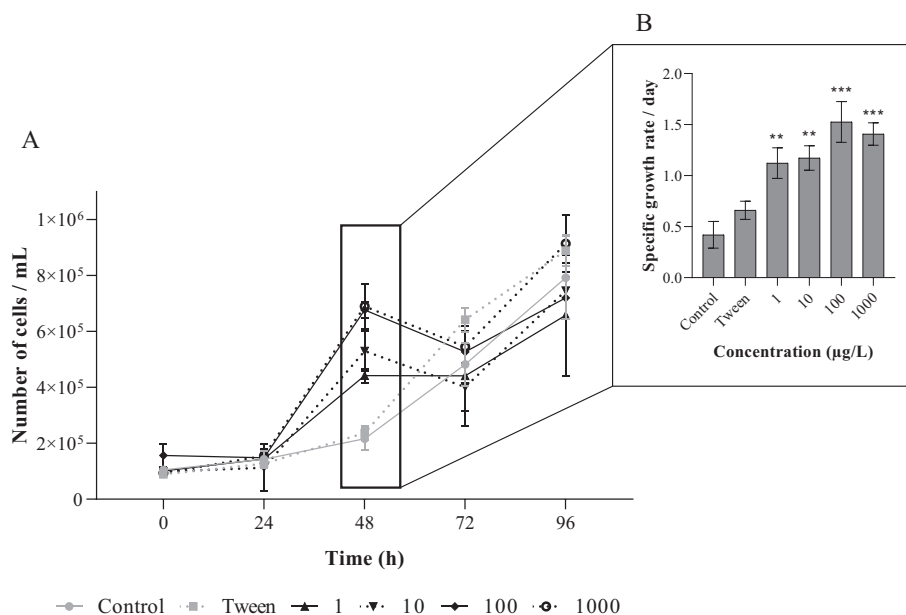 A
B
Number of cells / mL
1×10⁶
8×10⁵
6×10⁵
4×10⁵
2×10⁵
0
0 24 48 72 96
Time (h)
Specific growth rate / day
2.0
1.5
1.0
0.5
0.0
** ** *** ***
Control Tween 1 10 100 1000
Concentration (µg/L)
Control Tween 1 10 100 1000